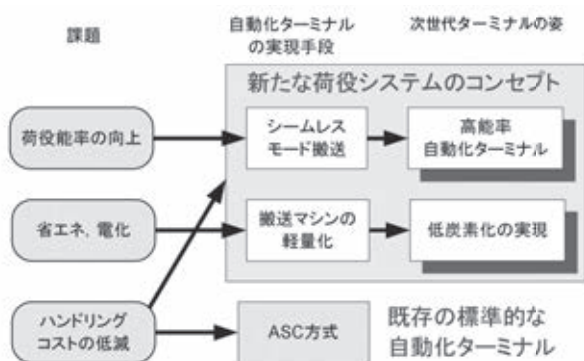 課題
自動化ターミナル
の実現手段
次世代ターミナルの姿
新たな荷役システムのコンセプト
荷役能率の向上
シームレス
モード搬送
高能率
自動化ターミナル
省エネ, 電化
搬送マシンの
軽量化
低炭素化の実現
ハンドリング
コストの低減
ASC方式
既存の標準的な
自動化ターミナル